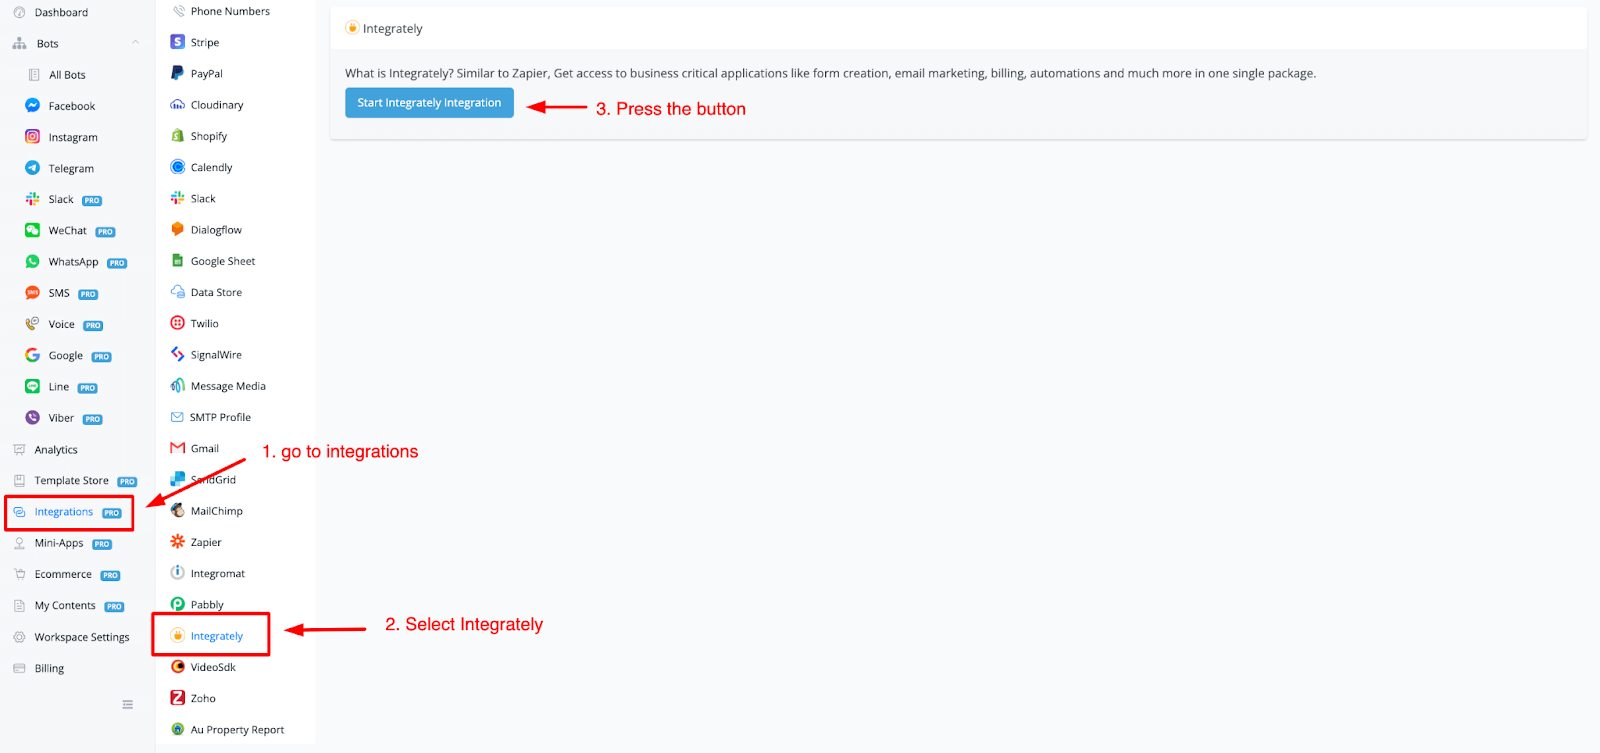 Dashboard
Bots
All Bots
Facebook
Instagram
Telegram
Slack PRO
WeChat PRO
WhatsApp PRO
SMS PRO
Voice PRO
Google PRO
Line PRO
Viber PRO
Analytics
Template Store PRO
Integrations PRO
Mini-Apps PRO
Ecommerce PRO
My Contents PRO
Workspace Settings
Billing
Phone Numbers
Stripe
PayPal
Cloudinary
Shopify
Calendly
Slack
Dialogflow
Google Sheet
Data Store
Twilio
SignalWire
Message Media
SMTP Profile
Gmail
SendGrid
MailChimp
Zapier
Integromat
Pabbly
Integrately
VideoSdk
Zoho
Au Property Report
Integrately
What is Integrately? Similar to Zapier, Get access to business critical applications like form creation, email marketing, billing, automations and much more in one single package.
Start Integrately Integration
3. Press the button
1. go to integrations
2. Select Integrately